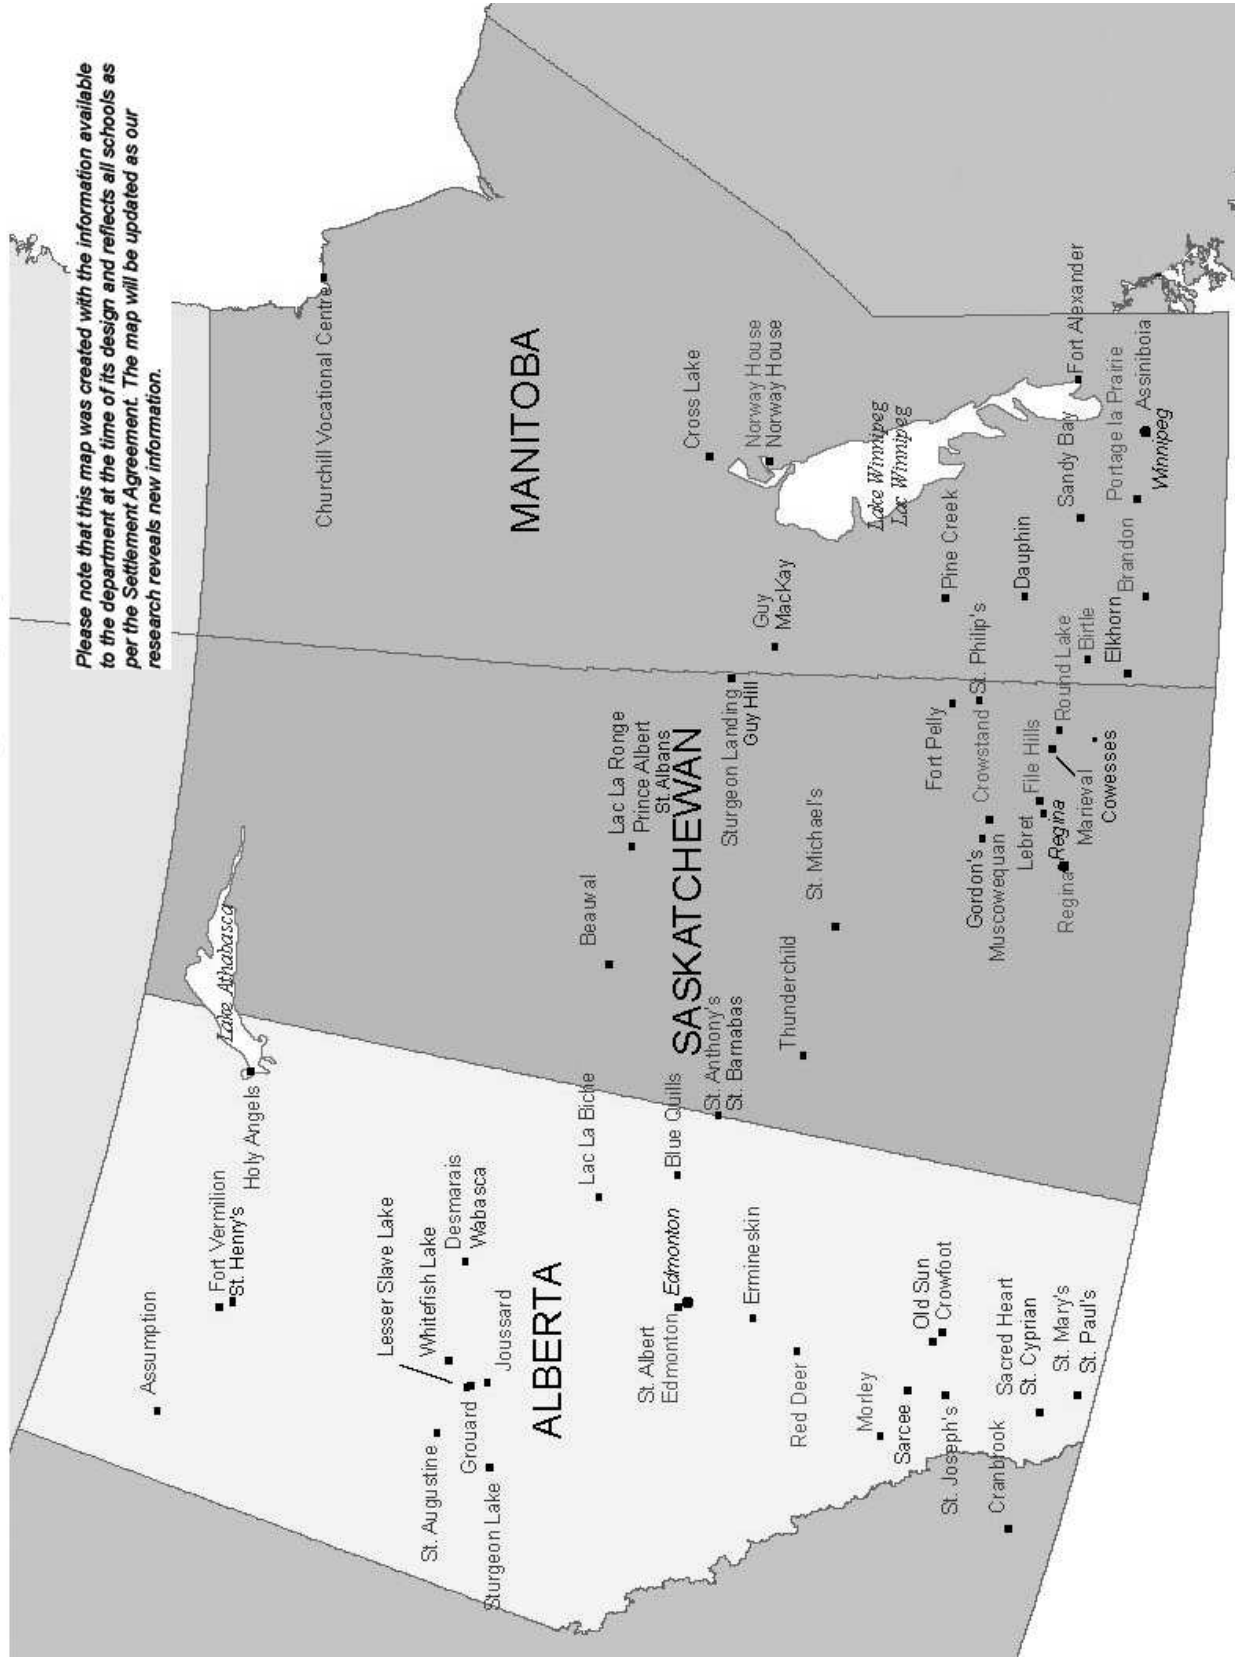 Please note that this map was created with the information available
to the department at the time of its design and reflects all schools as
per the Settlement Agreement. The map will be updated as our
research reveals new information.
Assumption
Fort Vermilion
St. Henry's
Holy Angels
Lake Athabasca
Churchill Vocational Centre
Lesser Slave Lake
Whitefish Lake
Desmarais
Wabasca
St. Augustine
Grouard
Sturgeon Lake
Joussard
ALBERTA
Lac La Biche
Beauval
Lac La Ronge
Prince Albert
St. Albans
MANITOBA
St. Albert
Edmonton
Edmonton
Blue Quills
SASKATCHEWAN
St. Anthony's
St. Barnabas
Sturgeon Landing
Guy Hill
Guy
MacKay
Cross Lake
Norway House
Norway House
Ermineskin
Red Deer
Thunderchild
St. Michael's
Lake Winnipeg
Lac Winnipeg
Morley
Sarcee
Old Sun
Crowfoot
St. Joseph's
Cranbrook
Sacred Heart
St. Cyprian
St. Mary's
St. Paul's
Fort Pelly
Pine Creek
Crowstand
St. Philip's
Gordon's
Muscowequan
Lebret
File Hills
Regina
Regina
Round Lake
Marieval
Cowesses
Dauphin
Birtle
Elkhorn
Brandon
Sandy Bay
Portage la Prairie
Fort Alexander
Assiniboia
Winnipeg